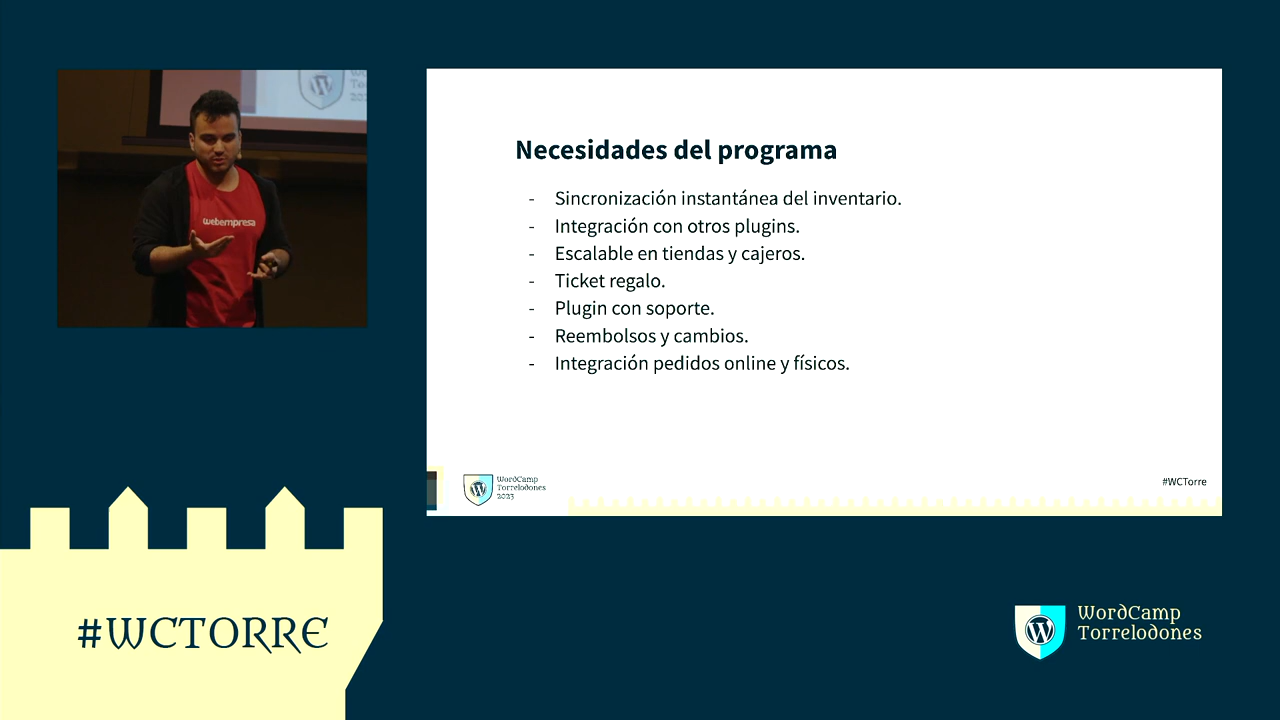 webempresa
Necesidades del programa
- Sincronización instantánea del inventario.
- Integración con otros plugins.
- Escalable en tiendas y cajeros.
- Ticket regalo.
- Plugin con soporte.
- Reembolsos y cambios.
- Integración pedidos online y físicos.
WordCamp
Torrelodones
2023
#WCTorre
#WCTORRE
WordCamp
Torrelodones